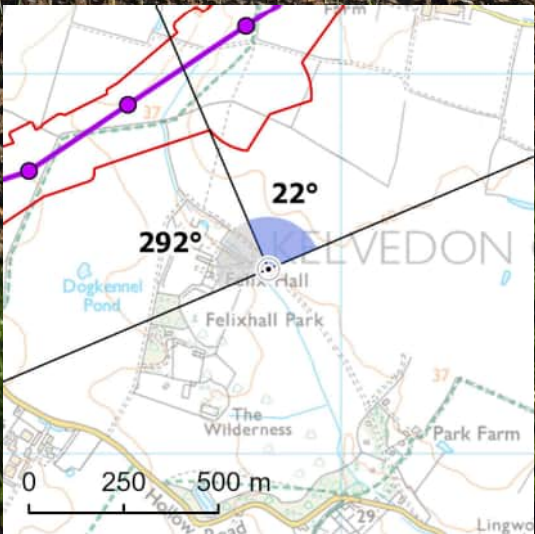 Farm
37
22°
292°
KELVEDON
Felix Hall
Dogkennel
Pond
Felixhall Park
37
The
Wilderness
Park Farm
0 250 500 m
Hollow Road
29